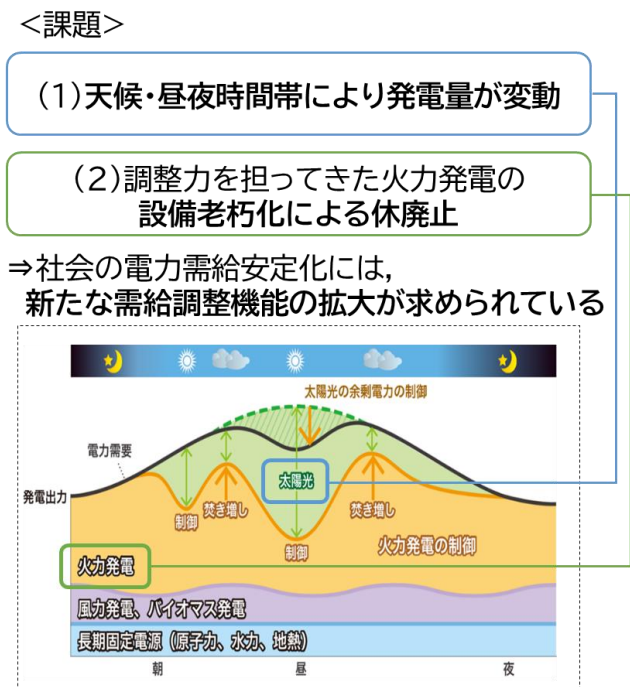 <課題>
(1)天候・昼夜時間帯により発電量が変動
(2)調整力を担ってきた火力発電の
設備老朽化による休廃止
⇒社会の電力需給安定化には,
新たな需給調整機能の拡大が求められている
太陽光の余剰電力の制御
電力需要
太陽光
発電出力
制御
焚き増し
焚き増し
制御
火力発電の制御
火力発電
風力発電、バイオマス発電
長期固定電源（原子力、水力、地熱）
朝
昼
夜